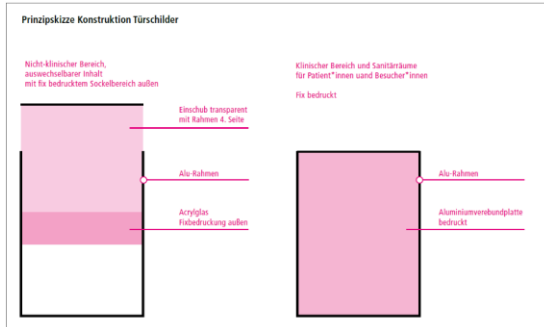 Prinzipskizze Konstruktion Türschilder
Nicht-klinischer Bereich,
auswechselbarer Inhalt
mit fix bedrucktem Sockelbereich außen
Einschub transparent
mit Rahmen 4. Seite
Alu-Rahmen
Acrylglas
Fixbedruckung außen
Klinischer Bereich und Sanitärräume
für Patient*innen uand Besucher*innen
Fix bedruckt
Alu-Rahmen
Aluminiumverebundplatte
bedruckt